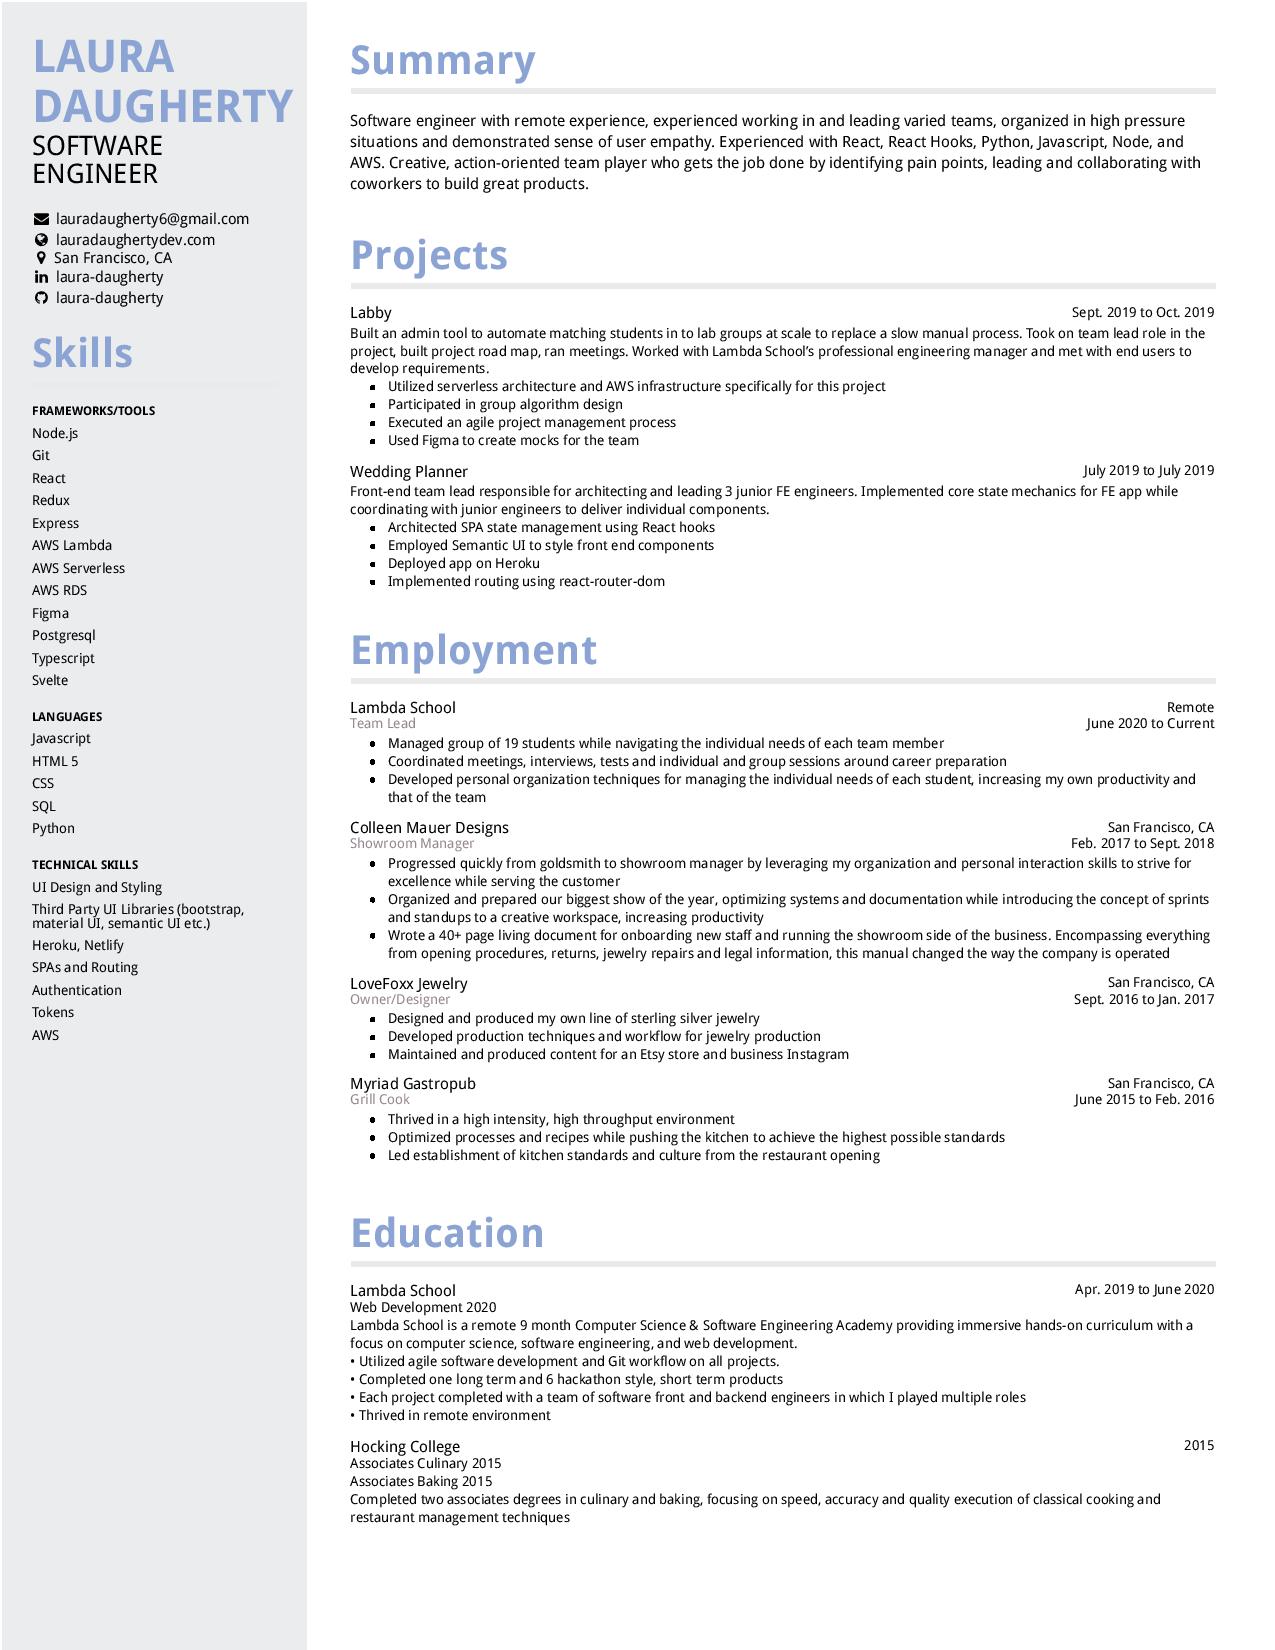 LAURA
DAUGHERTY
SOFTWARE
ENGINEER
lauradaugherty6@gmail.com
lauradaughertydev.com
San Francisco, CA
laura-daugherty
laura-daugherty
Skills
FRAMEWORKS/TOOLS
Node.js
Git
React
Redux
Express
AWS Lambda
AWS Serverless
AWS RDS
Figma
Postgresql
Typescript
Svelte
LANGUAGES
Javascript
HTML 5
CSS
SQL
Python
TECHNICAL SKILLS
UI Design and Styling
Third Party UI Libraries (bootstrap,
material UI, semantic UI etc.)
Heroku, Netlify
SPAs and Routing
Authentication
Tokens
AWS
Summary
Software engineer with remote experience, experienced working in and leading varied teams, organized in high pressure
situations and demonstrated sense of user empathy. Experienced with React, React Hooks, Python, Javascript, Node, and
AWS. Creative, action-oriented team player who gets the job done by identifying pain points, leading and collaborating with
coworkers to build great products.
Projects
Labby Sept. 2019 to Oct. 2019
Built an admin tool to automate matching students in to lab groups at scale to replace a slow manual process. Took on team lead role in the
project, built project road map, ran meetings. Worked with Lambda School’s professional engineering manager and met with end users to
develop requirements.
▪ Utilized serverless architecture and AWS infrastructure specifically for this project
▪ Participated in group algorithm design
▪ Executed an agile project management process
▪ Used Figma to create mocks for the team
Wedding Planner July 2019 to July 2019
Front-end team lead responsible for architecting and leading 3 junior FE engineers. Implemented core state mechanics for FE app while
coordinating with junior engineers to deliver individual components.
▪ Architected SPA state management using React hooks
▪ Employed Semantic UI to style front end components
▪ Deployed app on Heroku
▪ Implemented routing using react-router-dom
Employment
Lambda School Remote
Team Lead June 2020 to Current
• Managed group of 19 students while navigating the individual needs of each team member
• Coordinated meetings, interviews, tests and individual and group sessions around career preparation
• Developed personal organization techniques for managing the individual needs of each student, increasing my own productivity and
that of the team
Colleen Mauer Designs San Francisco, CA
Showroom Manager Feb. 2017 to Sept. 2018
• Progressed quickly from goldsmith to showroom manager by leveraging my organization and personal interaction skills to strive for
excellence while serving the customer
• Organized and prepared our biggest show of the year, optimizing systems and documentation while introducing the concept of sprints
and standups to a creative workspace, increasing productivity
• Wrote a 40+ page living document for onboarding new staff and running the showroom side of the business. Encompassing everything
from opening procedures, returns, jewelry repairs and legal information, this manual changed the way the company is operated
LoveFoxx Jewelry San Francisco, CA
Owner/Designer Sept. 2016 to Jan. 2017
▪ Designed and produced my own line of sterling silver jewelry
▪ Developed production techniques and workflow for jewelry production
▪ Maintained and produced content for an Etsy store and business Instagram
Myriad Gastropub San Francisco, CA
Grill Cook June 2015 to Feb. 2016
• Thrived in a high intensity, high throughput environment
• Optimized processes and recipes while pushing the kitchen to achieve the highest possible standards
• Led establishment of kitchen standards and culture from the restaurant opening
Education
Lambda School Apr. 2019 to June 2020
Web Development 2020
Lambda School is a remote 9 month Computer Science & Software Engineering Academy providing immersive hands-on curriculum with a
focus on computer science, software engineering, and web development.
• Utilized agile software development and Git workflow on all projects.
• Completed one long term and 6 hackathon style, short term products
• Each project completed with a team of software front and backend engineers in which I played multiple roles
• Thrived in remote environment
Hocking College 2015
Associates Culinary 2015
Associates Baking 2015
Completed two associates degrees in culinary and baking, focusing on speed, accuracy and quality execution of classical cooking and
restaurant management techniques